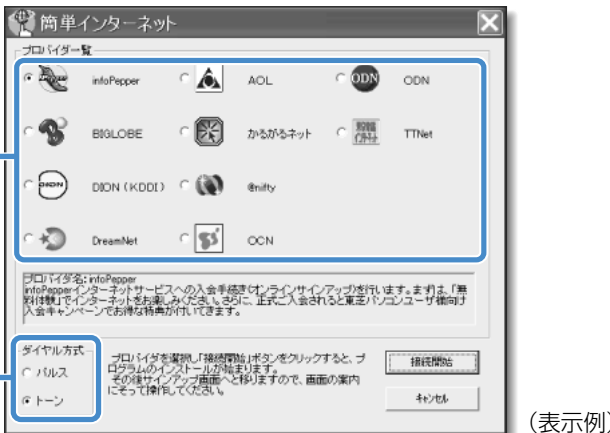 簡単インターネット
プロバイダ一覧
infoPepper AOL ODN ODN
BIGLOBE かるがるネット TTNet
DION DION (KDDI) @nifty
DreamNet OCN
プロバイダ名：infoPepper
infoPepperインターネットサービスへの入会手続き（オンラインサインアップ）を行います。まずは、「無
料体験」でインターネットをお楽しみください。さらに、正式ご入会されると東芝パソコンユーザ様向け
入会キャンペーンでお得な特典が付いてきます。
ダイヤル方式
パルス
トーン
プロバイダを選択し「接続開始」ボタンをクリックすると、プ
ログラムのインストールが始まります。
その後サインアップ画面へと移りますので、画面の案内
にそって操作してください。
接続開始
キャンセル
（表示例）